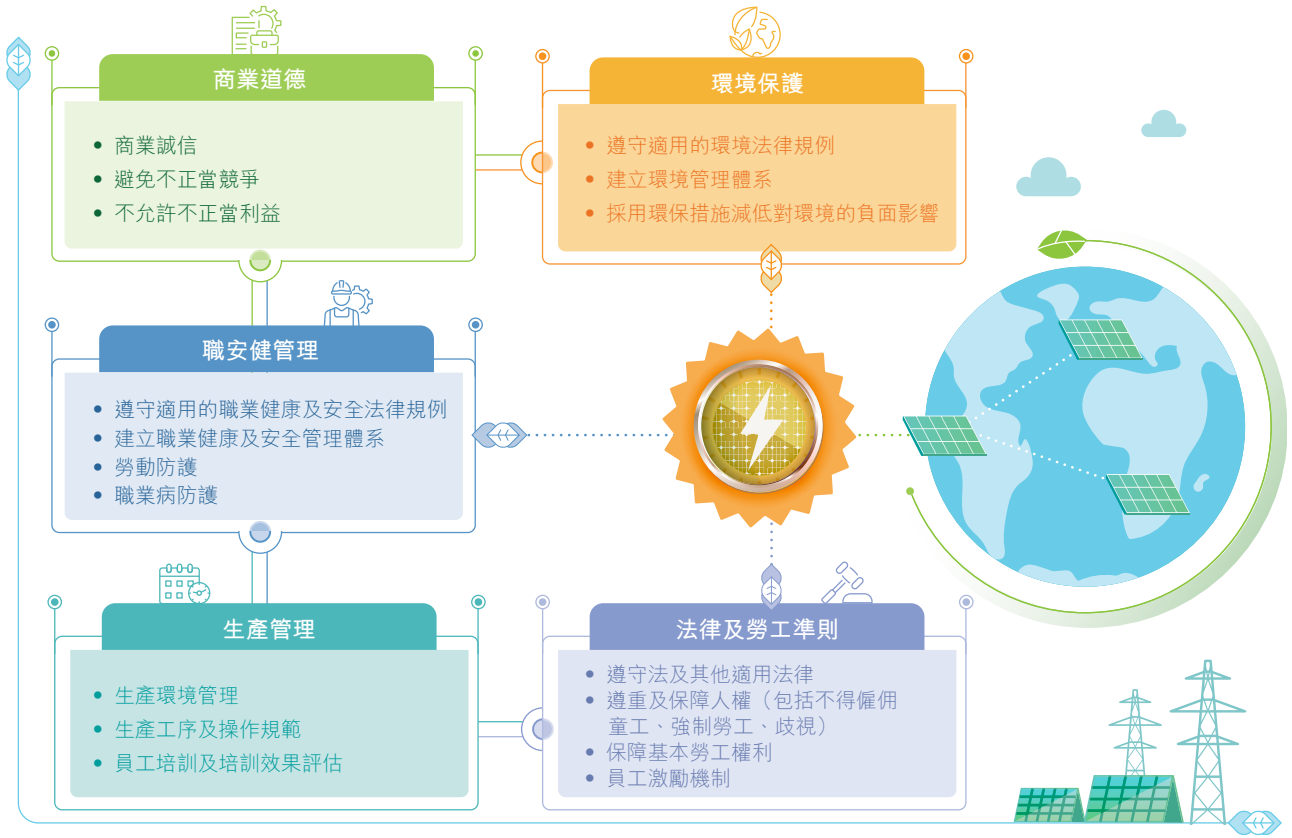 商業道德
• 商業誠信
• 避免不正當競爭
• 不允許不正當利益
環境保護
• 遵守適用的環境法律規例
• 建立環境管理體系
• 採用環保措施減低對環境的負面影響
職安健管理
• 遵守適用的職業健康及安全法律規例
• 建立職業健康及安全管理體系
• 勞動防護
• 職業病防護
生產管理
• 生產環境管理
• 生產工序及操作規範
• 員工培訓及培訓效果評估
法律及勞工準則
• 遵守法及其他適用法律
• 遵重及保障人權（包括不得僱佣
童工、強制勞工、歧視）
• 保障基本勞工權利
• 員工激勵機制